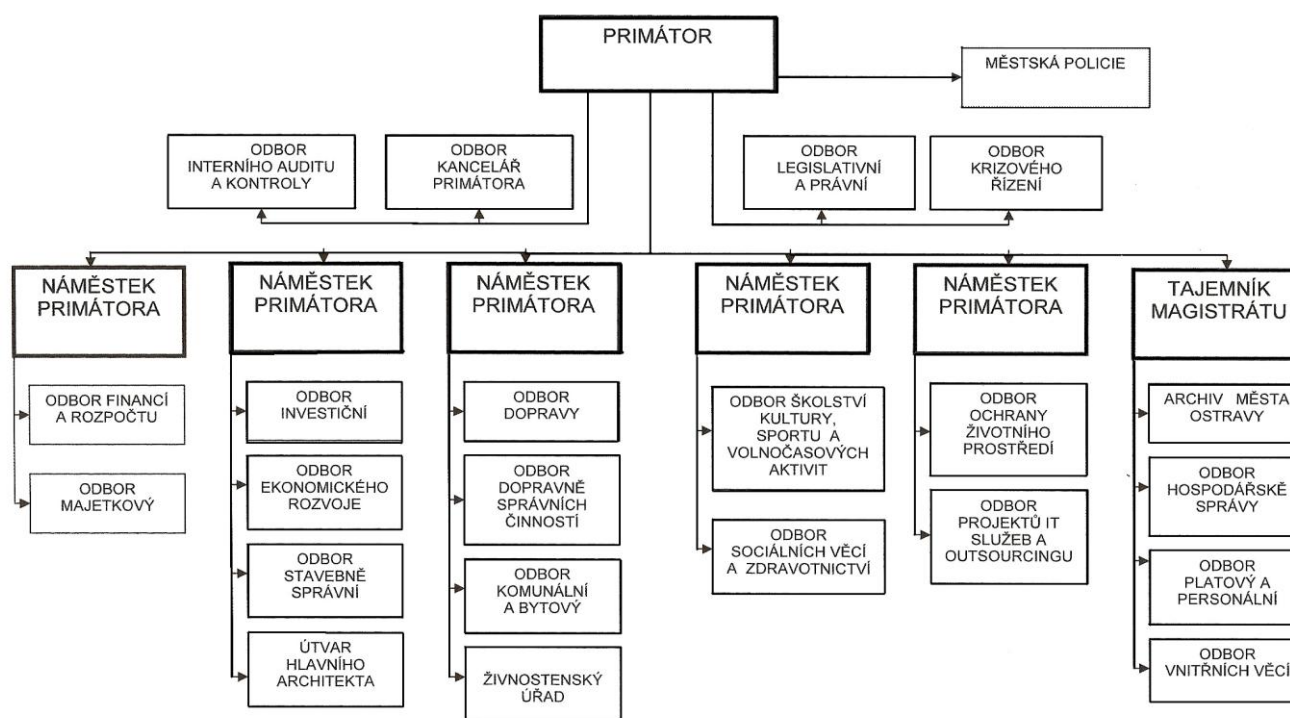 PRIMÁTOR
MĚSTSKÁ POLICIE
ODBOR
INTERNÍHO AUDITU
A KONTROLY
ODBOR
KANCELÁŘ
PRIMÁTORA
ODBOR
LEGISLATIVNÍ
A PRÁVNÍ
ODBOR
KRIZOVÉHO
ŘÍZENÍ
NÁMĚSTEK
PRIMÁTORA
ODBOR FINANCÍ
A ROZPOČTU
ODBOR
MAJETKOVÝ
NÁMĚSTEK
PRIMÁTORA
ODBOR
INVESTIČNÍ
ODBOR
EKONOMICKÉHO
ROZVOJE
ODBOR
STAVEBNĚ
SPRÁVNÍ
ÚTVAR
HLAVNÍHO
ARCHITEKTA
NÁMĚSTEK
PRIMÁTORA
ODBOR
DOPRAVY
ODBOR
DOPRAVNĚ
SPRÁVNÍCH
ČINNOSTÍ
ODBOR
KOMUNÁLNÍ
A BYTOVÝ
ŽIVNOSTENSKÝ
ÚŘAD
NÁMĚSTEK
PRIMÁTORA
ODBOR ŠKOLSTVÍ
KULTURY,
SPORTU A
VOLNOČASOVÝCH
AKTIVIT
ODBOR
SOCIÁLNÍCH VĚCÍ
A ZDRAVOTNICTVÍ
NÁMĚSTEK
PRIMÁTORA
ODBOR
OCHRANY
ŽIVOTNÍHO
PROSTŘEDÍ
ODBOR
PROJEKTŮ IT
SLUŽEB A
OUTSOURCINGU
TAJEMNÍK
MAGISTRÁTU
ARCHIV MĚSTA
OSTRAVY
ODBOR
HOSPODÁŘSKÉ
SPRÁVY
ODBOR
PLATOVÝ A
PERSONÁLNÍ
ODBOR
VNITŘNÍCH VĚCÍ